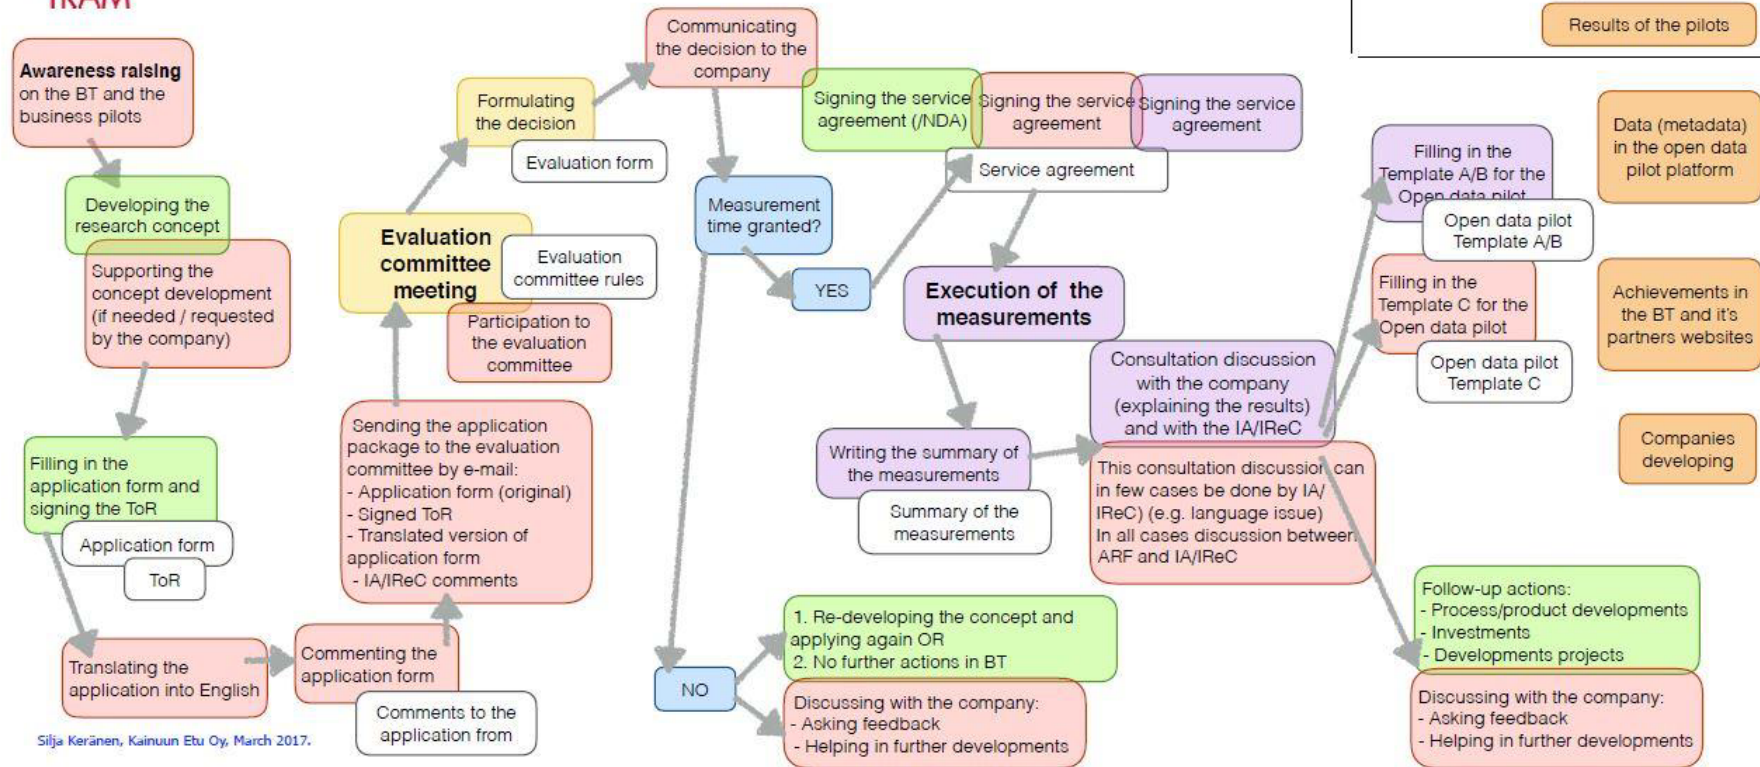 TRAM
Awareness raising
on the BT and the
business pilots
Developing the
research concept
Supporting the
concept development
(if needed / requested
by the company)
Filling in the
application form and
signing the ToR
Application form
ToR
Translating the
application into English
Commenting the
application form
Comments to the
application from
Sending the application
package to the evaluation
committee by e-mail:
- Application form (original)
- Signed ToR
- Translated version of
application form
- IA/IReC comments
Evaluation
committee
meeting
Evaluation
committee rules
Participation to
the evaluation
committee
Formulating
the decision
Evaluation form
Communicating
the decision to the
company
Measurement
time granted?
YES
NO
1. Re-developing the concept and
applying again OR
2. No further actions in BT
Discussing with the company:
- Asking feedback
- Helping in further developments
Signing the service
agreement (/NDA)
Signing the service
agreement
Signing the service
agreement
Service agreement
Execution of the
measurements
Writing the summary of
the measurements
Summary of the
measurements
Consultation discussion
with the company
(explaining the results)
and with the IA/IReC
This consultation discussion can
in few cases be done by IA/
IReC) (e.g. language issue)
In all cases discussion between
ARF and IA/IReC
Filling in the
Template A/B for the
Open data pilot
Open data pilot
Template A/B
Filling in the
Template C for the
Open data pilot
Open data pilot
Template C
Follow-up actions:
- Process/product developments
- Investments
- Developments projects
Discussing with the company:
- Asking feedback
- Helping in further developments
Results of the pilots
Data (metadata)
in the open data
pilot platform
Achievements in
the BT and it's
partners websites
Companies
developing
Silja Keränen, Kainuun Etu Oy, March 2017.